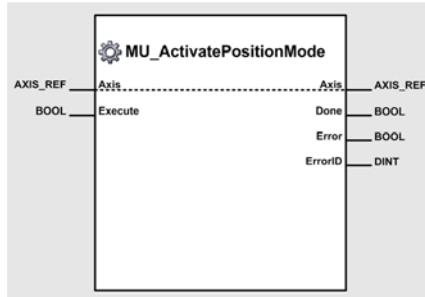 MU_ActivatePositionMode
AXIS_REF Axis Axis AXIS_REF
BOOL Execute Done BOOL
Error BOOL
ErrorID DINT